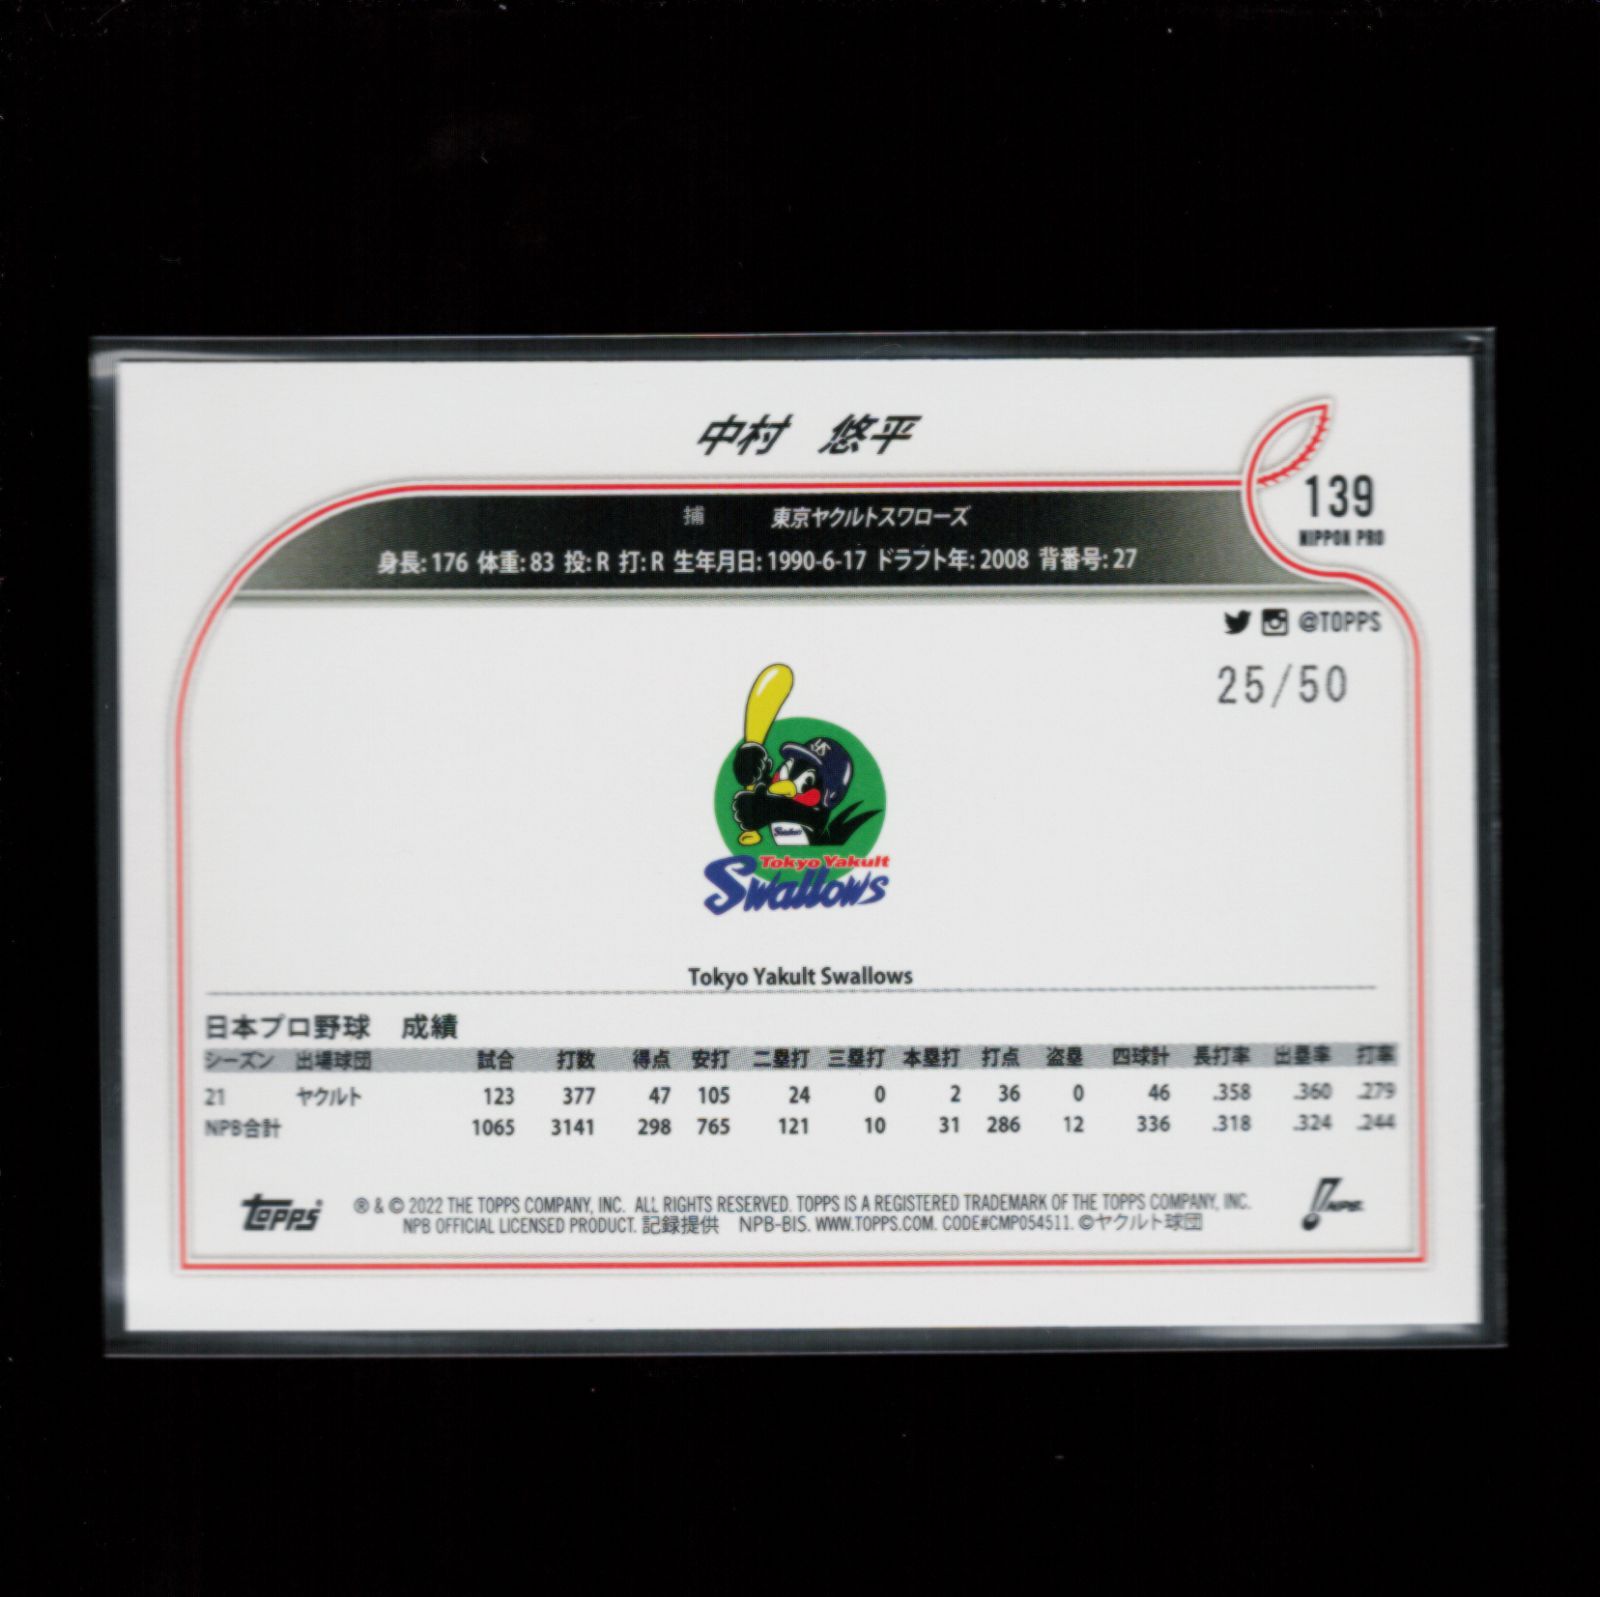 中村 悠平
139
NIPPON PRO
捕 東京ヤクルトスワローズ
身長: 176 体重: 83 投: R 打: R 生年月日: 1990-6-17 ドラフト年: 2008 背番号: 27
@TOPPS
25/50
Swallows
Tokyo Yakult
Swallows
Tokyo Yakult Swallows
日本プロ野球 成績
シーズン 出場球団 試合 打数 得点 安打 二塁打 三塁打 本塁打 打点 盗塁 四球計 長打率 出塁率 打率
21 ヤクルト 123 377 47 105 24 0 2 36 0 46 .358 .360 .279
NPB合計 1065 3141 298 765 121 10 31 286 12 336 .318 .324 .244
TOPPS
® & © 2022 THE TOPPS COMPANY, INC. ALL RIGHTS RESERVED. TOPPS IS A REGISTERED TRADEMARK OF THE TOPPS COMPANY, INC.
NPB OFFICIAL LICENSED PRODUCT. 記録提供 NPB-BIS. WWW.TOPPS.COM. CODE#CMP054511. ©ヤクルト球団
NPB